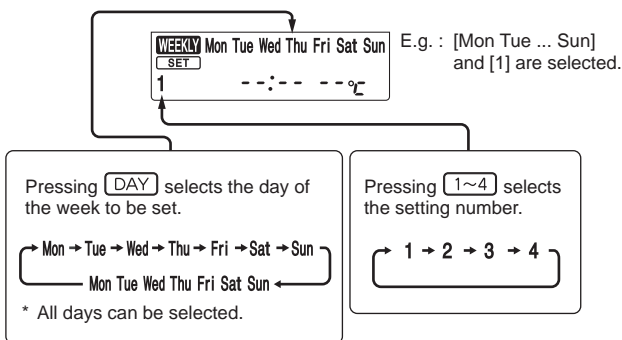 WEEKLY Mon Tue Wed Thu Fri Sat Sun
SET
1 --:-- --°C
E.g. : [Mon Tue ... Sun]
and [1] are selected.
Pressing DAY selects the day of
the week to be set.
Mon → Tue → Wed → Thu → Fri → Sat → Sun
Mon Tue Wed Thu Fri Sat Sun
* All days can be selected.
Pressing 1~4 selects
the setting number.
1 → 2 → 3 → 4